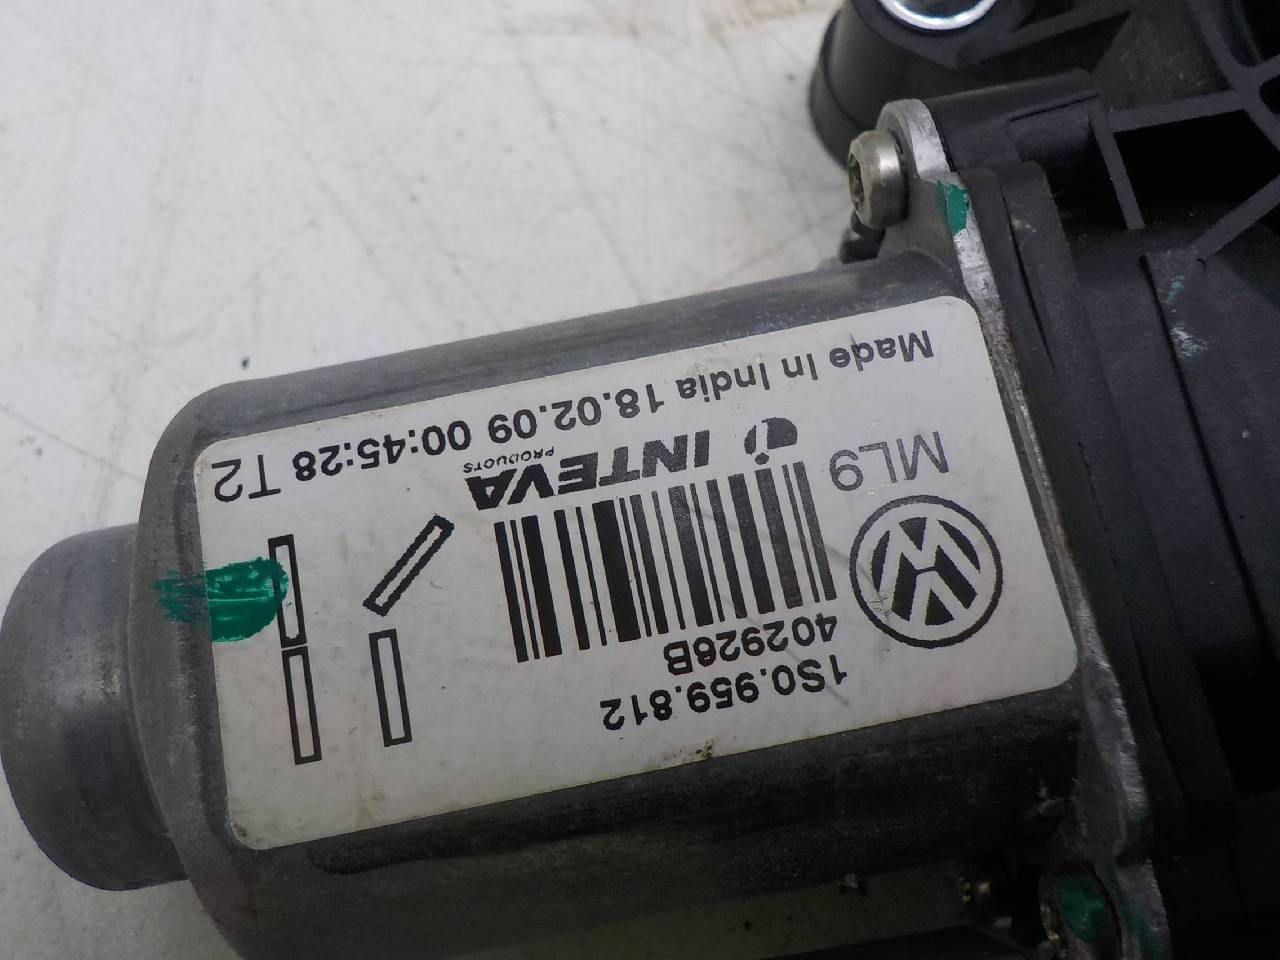 1S0.959.812
402926B
ML9
INTEVA
PRODUCTS
Made In India 18.02.09 00:45:28 T2